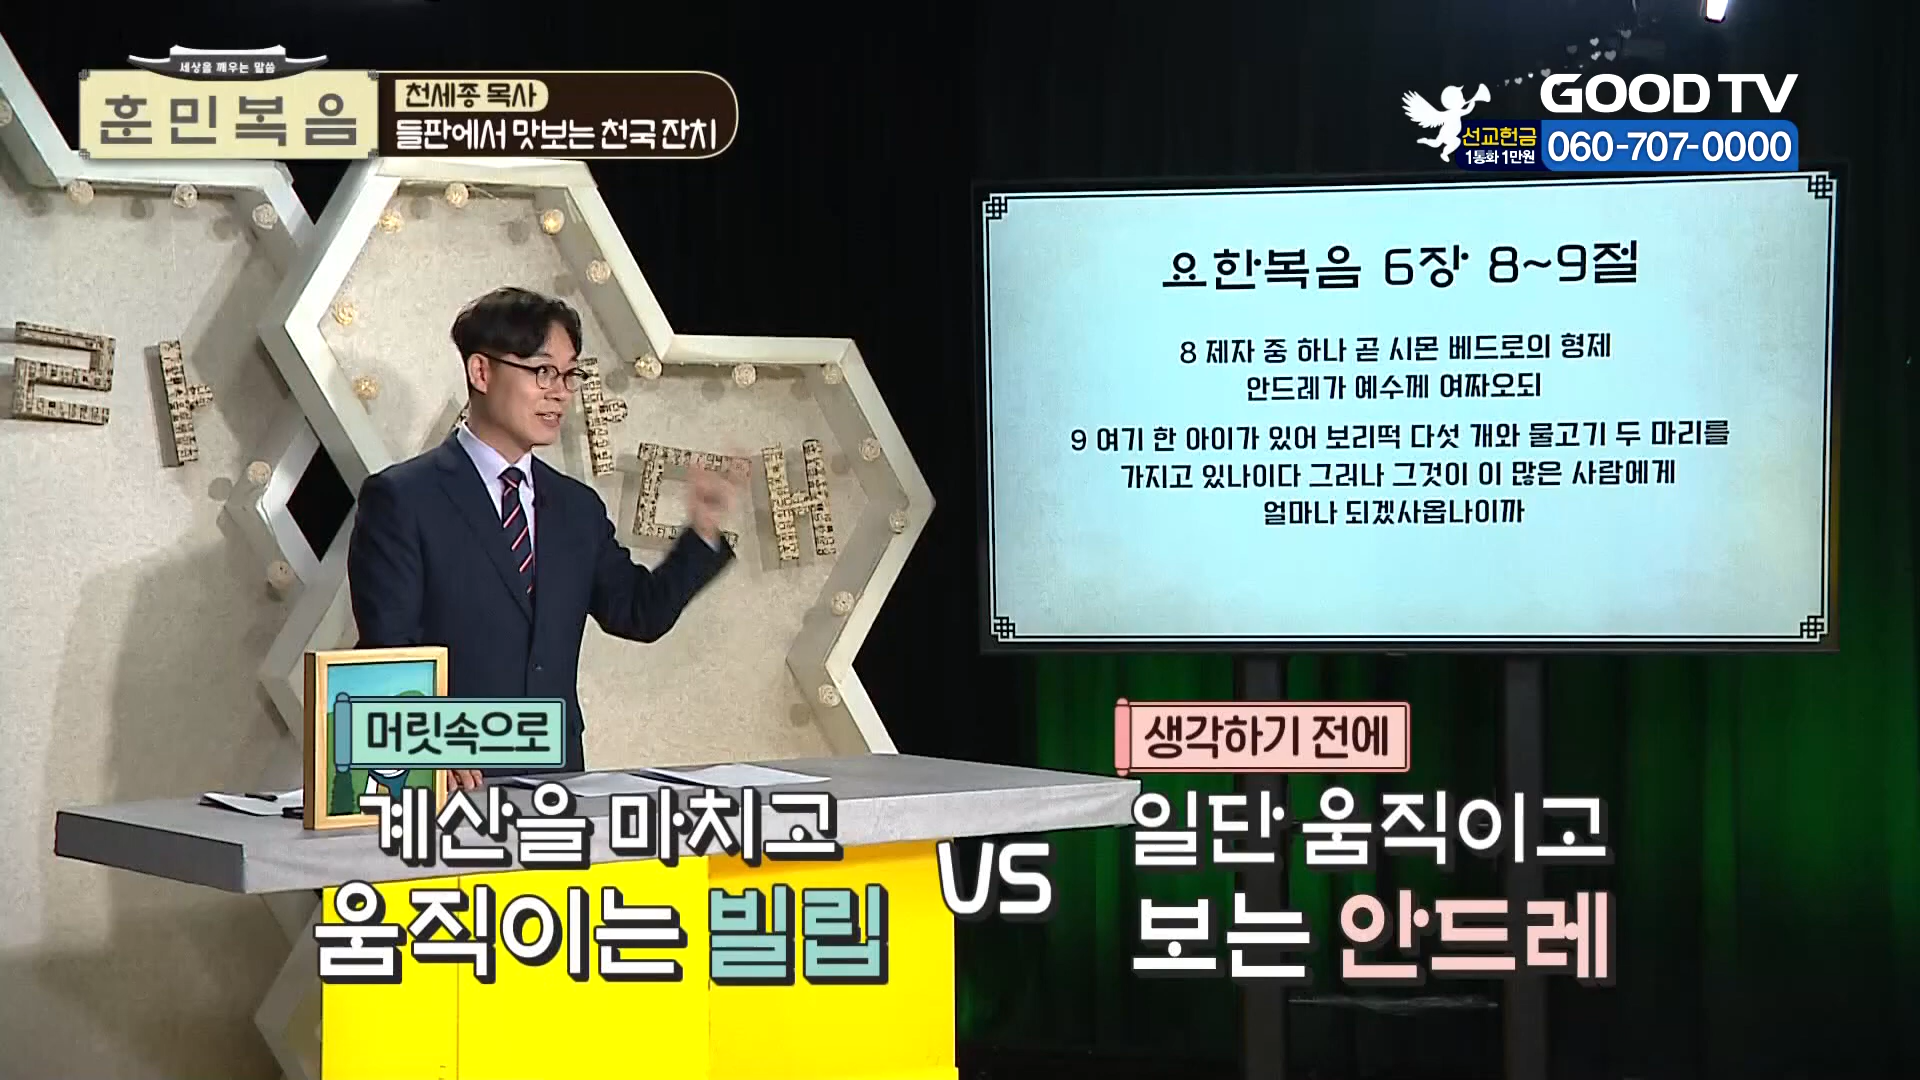 세상을 깨우는 말씀
훈민복음
천세종 목사
들판에서 맛보는 천국 잔치
GOODTV
선교헌금
1통화 1만원
060-707-0000
요한복음 6장 8~9절
8 제자 중 하나 곧 시몬 베드로의 형제
안드레가 예수께 여짜오되
9 여기 한 아이가 있어 보리떡 다섯 개와 물고기 두 마리를
가지고 있나이다 그러나 그것이 이 많은 사람에게
얼마나 되겠사옵나이까
머릿속으로
계산을 마치고
움직이는 빌립
VS
생각하기 전에
일단 움직이고
보는 안드레